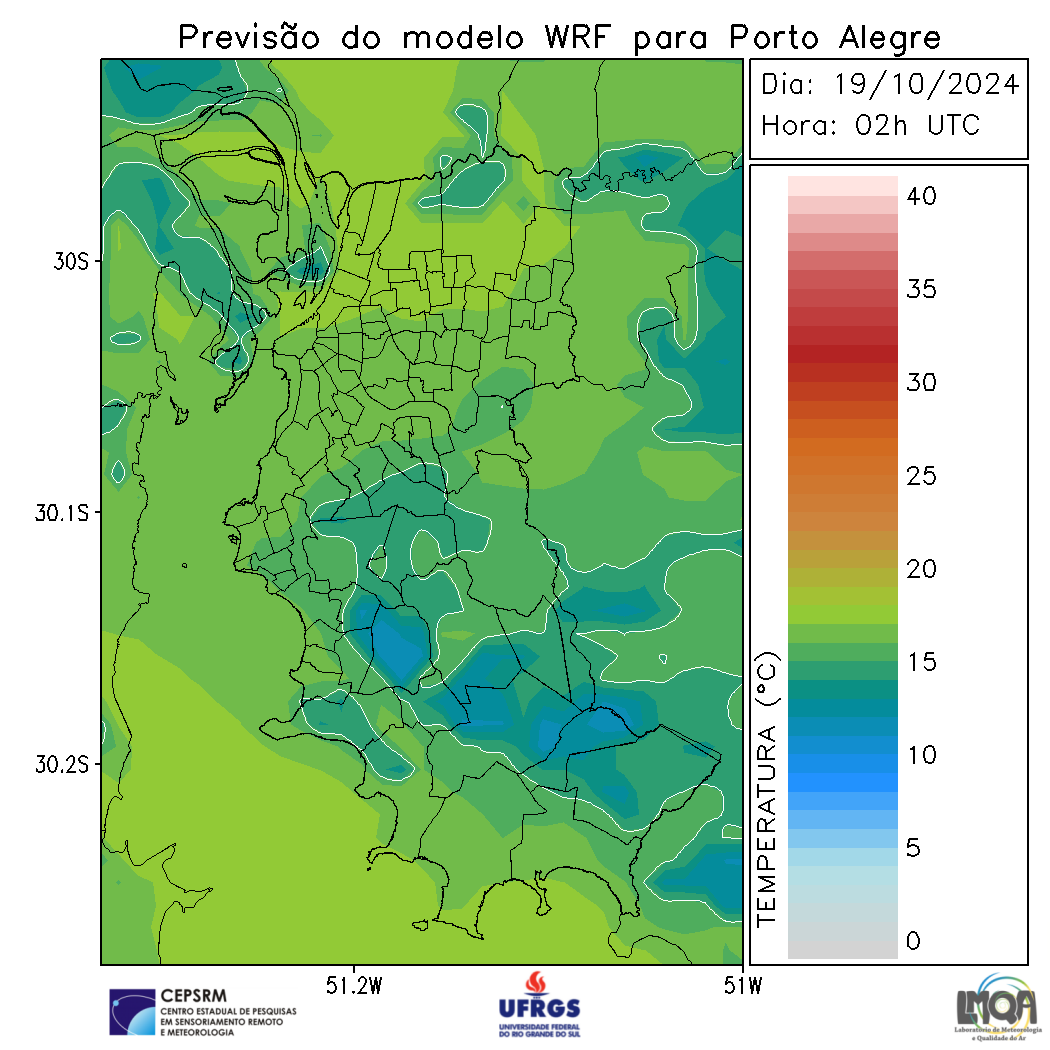 Previsão do modelo WRF para Porto Alegre
Dia: 19/10/2024
Hora: 02h UTC
30S
30.1S
30.2S
51.2W
51W
TEMPERATURA (°C)
40
35
30
25
20
15
10
5
0
CEPSRM
CENTRO ESTADUAL DE PESQUISAS
EM SENSORIAMENTO REMOTO
E METEOROLOGIA
UFRGS
UNIVERSIDADE FEDERAL
DO RIO GRANDE DO SUL
LMQA
Laboratório de Meteorologia
e Qualidade do Ar